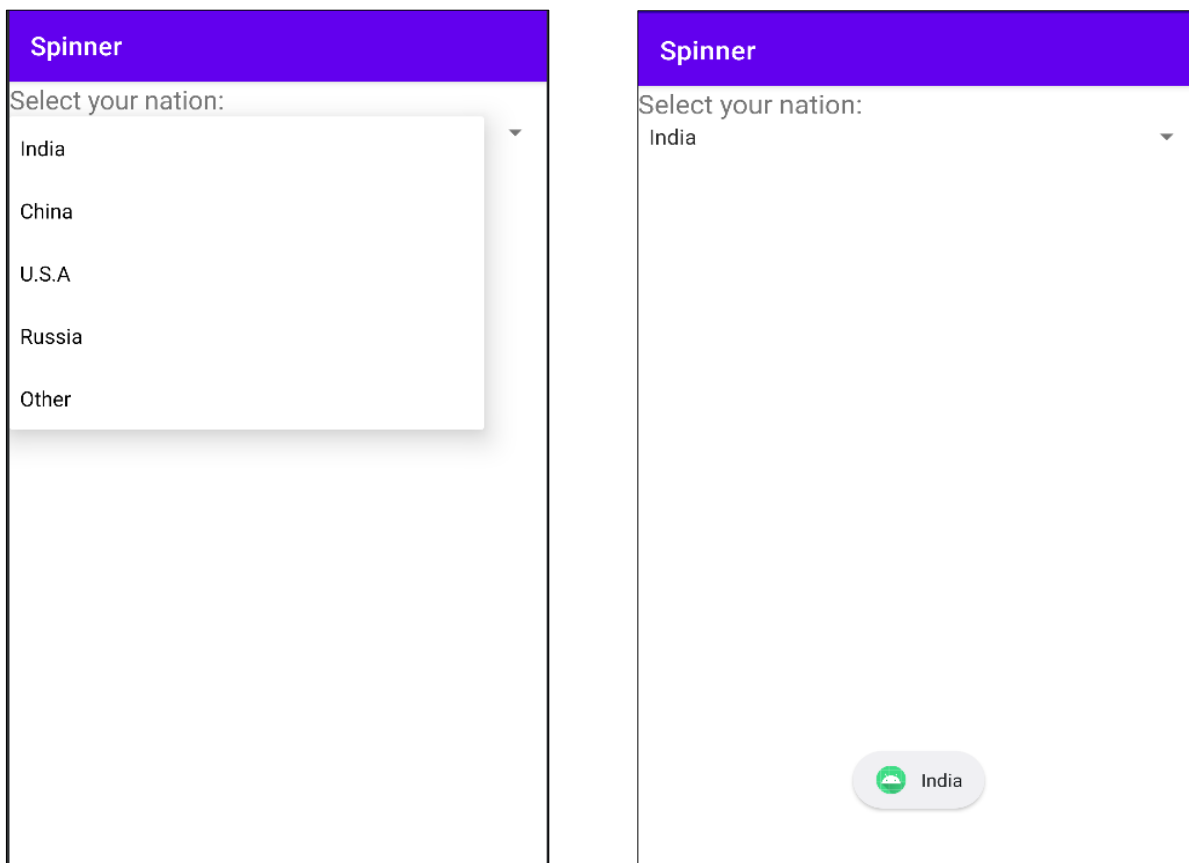 Spinner
Select your nation:
India
China
U.S.A
Russia
Other
Spinner
Select your nation:
India
India